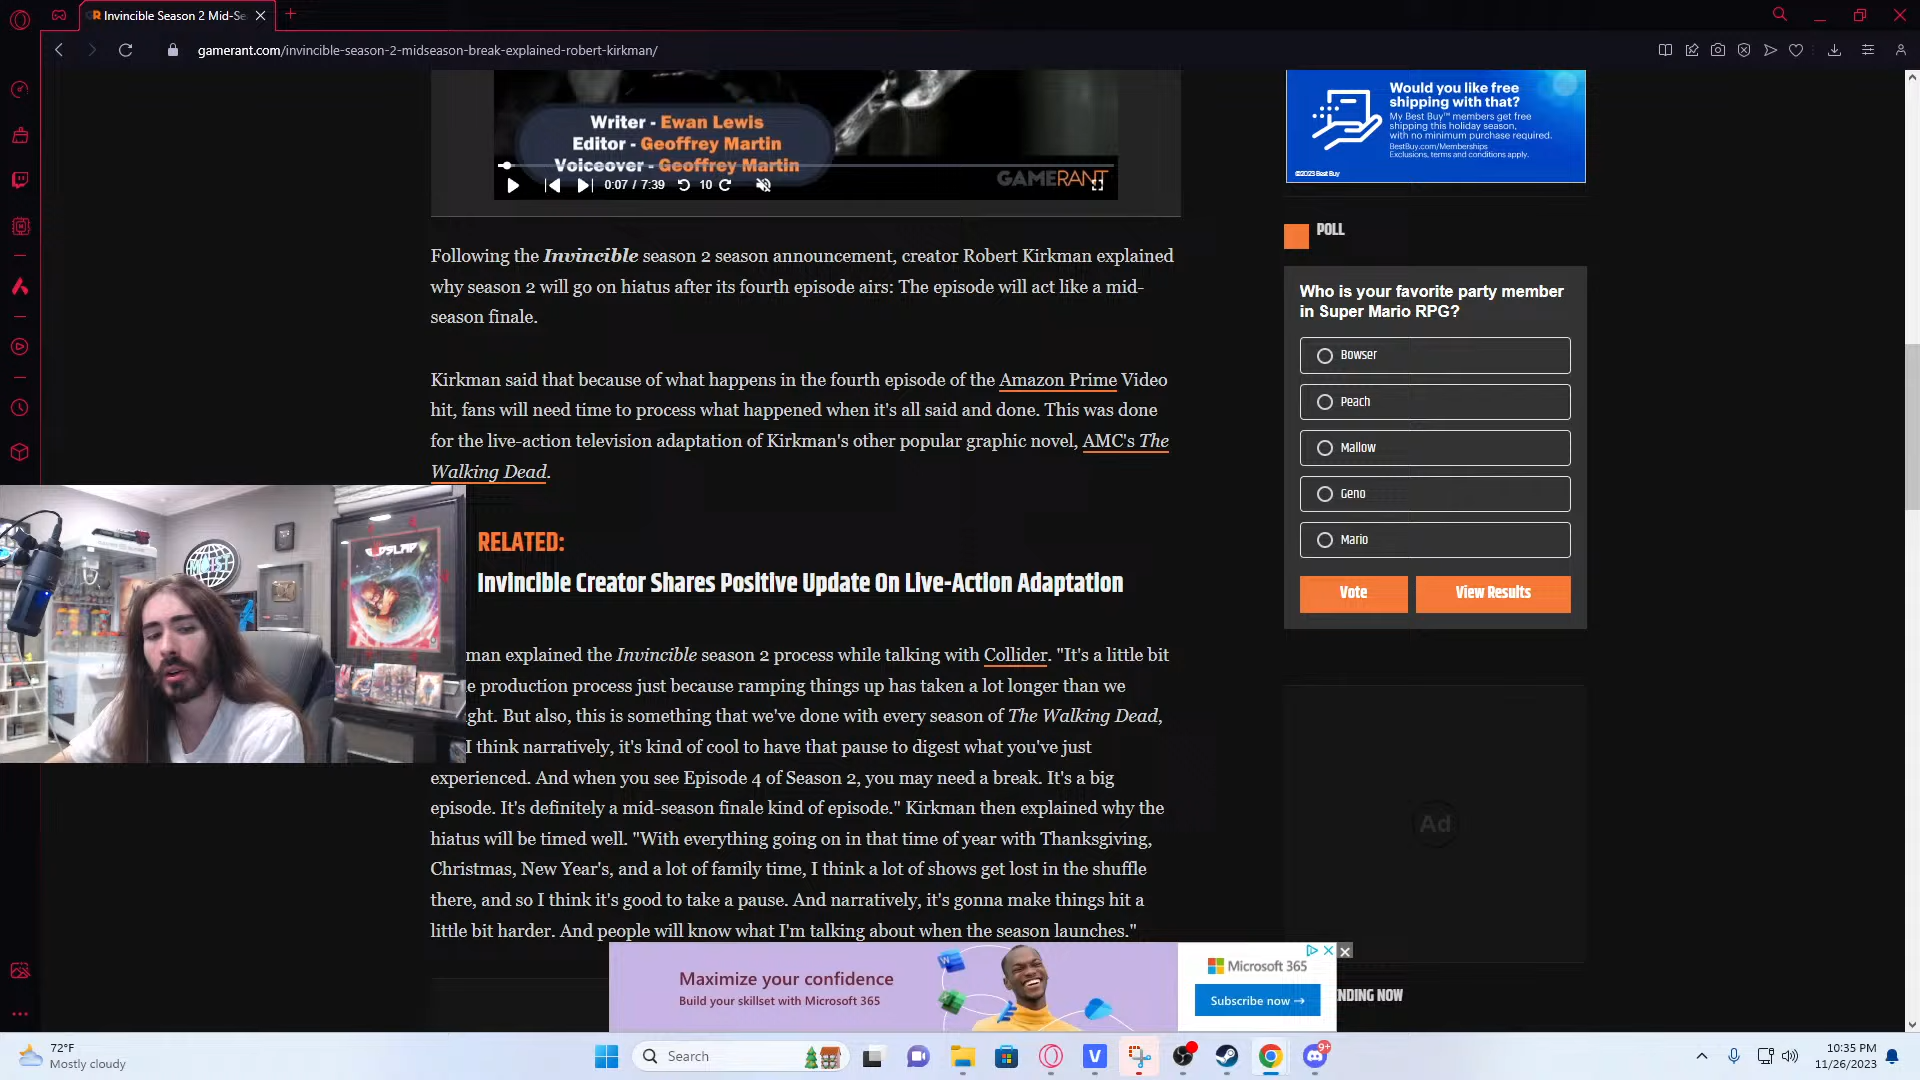 Invincible Season 2 Mid-Se
gamerant.com/invincible-season-2-midseason-break-explained-robert-kirkman/
Writer - Ewan Lewis
Editor - Geoffrey Martin
Voiceover - Geoffrey Martin
0:07 / 7:39
10
GAMERANT
Following the Invincible season 2 season announcement, creator Robert Kirkman explained
why season 2 will go on hiatus after its fourth episode airs: The episode will act like a mid-
season finale.
Kirkman said that because of what happens in the fourth episode of the Amazon Prime Video
hit, fans will need time to process what happened when it's all said and done. This was done
for the live-action television adaptation of Kirkman's other popular graphic novel, AMC's The
Walking Dead.
RELATED:
Invincible Creator Shares Positive Update On Live-Action Adaptation
man explained the Invincible season 2 process while talking with Collider. "It's a little bit
e production process just because ramping things up has taken a lot longer than we
ght. But also, this is something that we've done with every season of The Walking Dead,
I think narratively, it's kind of cool to have that pause to digest what you've just
experienced. And when you see Episode 4 of Season 2, you may need a break. It's a big
episode. It's definitely a mid-season finale kind of episode." Kirkman then explained why the
hiatus will be timed well. "With everything going on in that time of year with Thanksgiving,
Christmas, New Year's, and a lot of family time, I think a lot of shows get lost in the shuffle
there, and so I think it's good to take a pause. And narratively, it's gonna make things hit a
little bit harder. And people will know what I'm talking about when the season launches."
Would you like free
shipping with that?
My Best Buy™ members get free
shipping this holiday season,
with no minimum purchase required.
BestBuy.com/Memberships
Exclusions, terms and conditions apply.
©2023 Best Buy
POLL
Who is your favorite party member
in Super Mario RPG?
Bowser
Peach
Mallow
Geno
Mario
Vote
View Results
Ad
ENDING NOW
Maximize your confidence
Build your skillset with Microsoft 365
Microsoft 365
Subscribe now →
72°F
Mostly cloudy
Search
9+
10:35 PM
11/26/2023